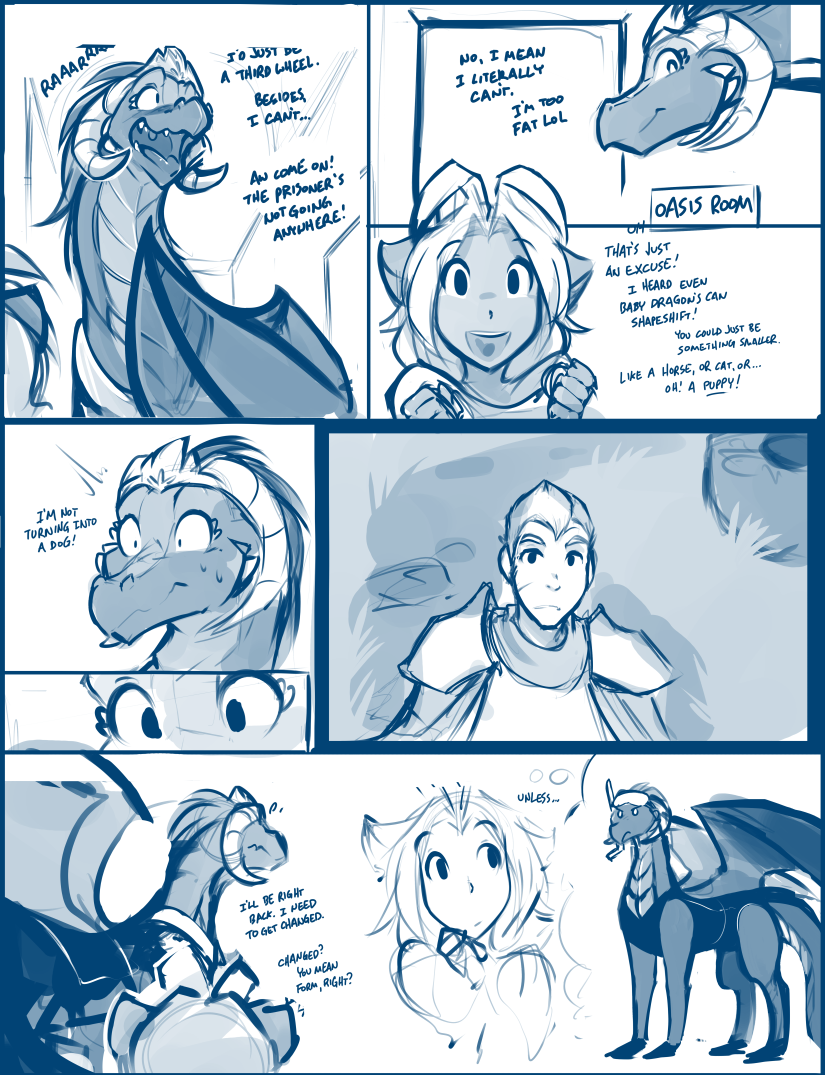 RAAARRR
I'D JUST BE
A THIRD WHEEL.
BESIDES,
I CAN'T...
AW COME ON!
THE PRISONER'S
NOT GOING
ANYWHERE!
NO, I MEAN
I LITERALLY
CAN'T.
I'M TOO
FAT LOL
OASIS ROOM
OH
THAT'S JUST
AN EXCUSE!
I HEARD EVEN
BABY DRAGONS CAN
SHAPESHIFT!
YOU COULD JUST BE
SOMETHING SMALLER.
LIKE A HORSE, OR CAT, OR...
OH! A PUPPY!
I'M NOT
TURNING INTO
A DOG!
I'LL BE RIGHT
BACK. I NEED
TO GET CHANGED.
CHANGED?
YOU MEAN
FORM, RIGHT?
UNLESS...